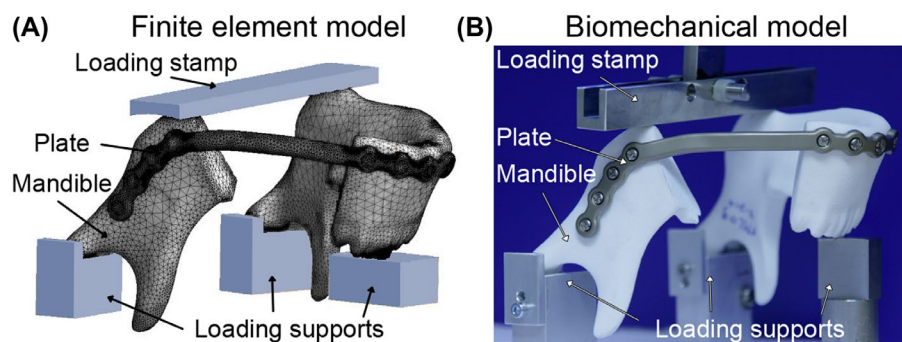 (A) Finite element model
Loading stamp
Plate
Mandible
Loading supports
(B) Biomechanical model
Loading stamp
Plate
Mandible
Loading supports